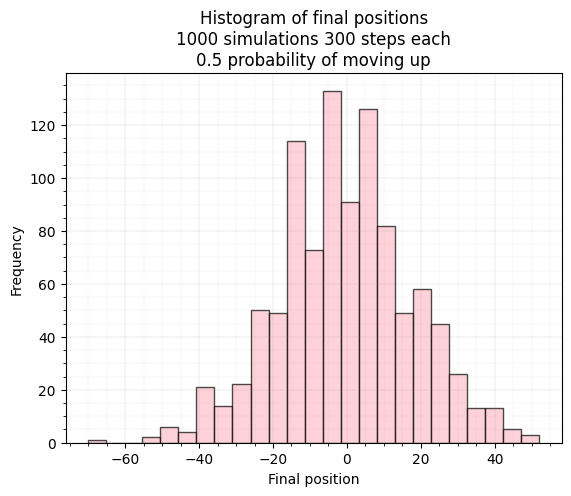 Histogram of final positions
1000 simulations 300 steps each
0.5 probability of moving up
Frequency
120
100
80
60
40
20
0
−60
−40
−20
0
20
40
Final position